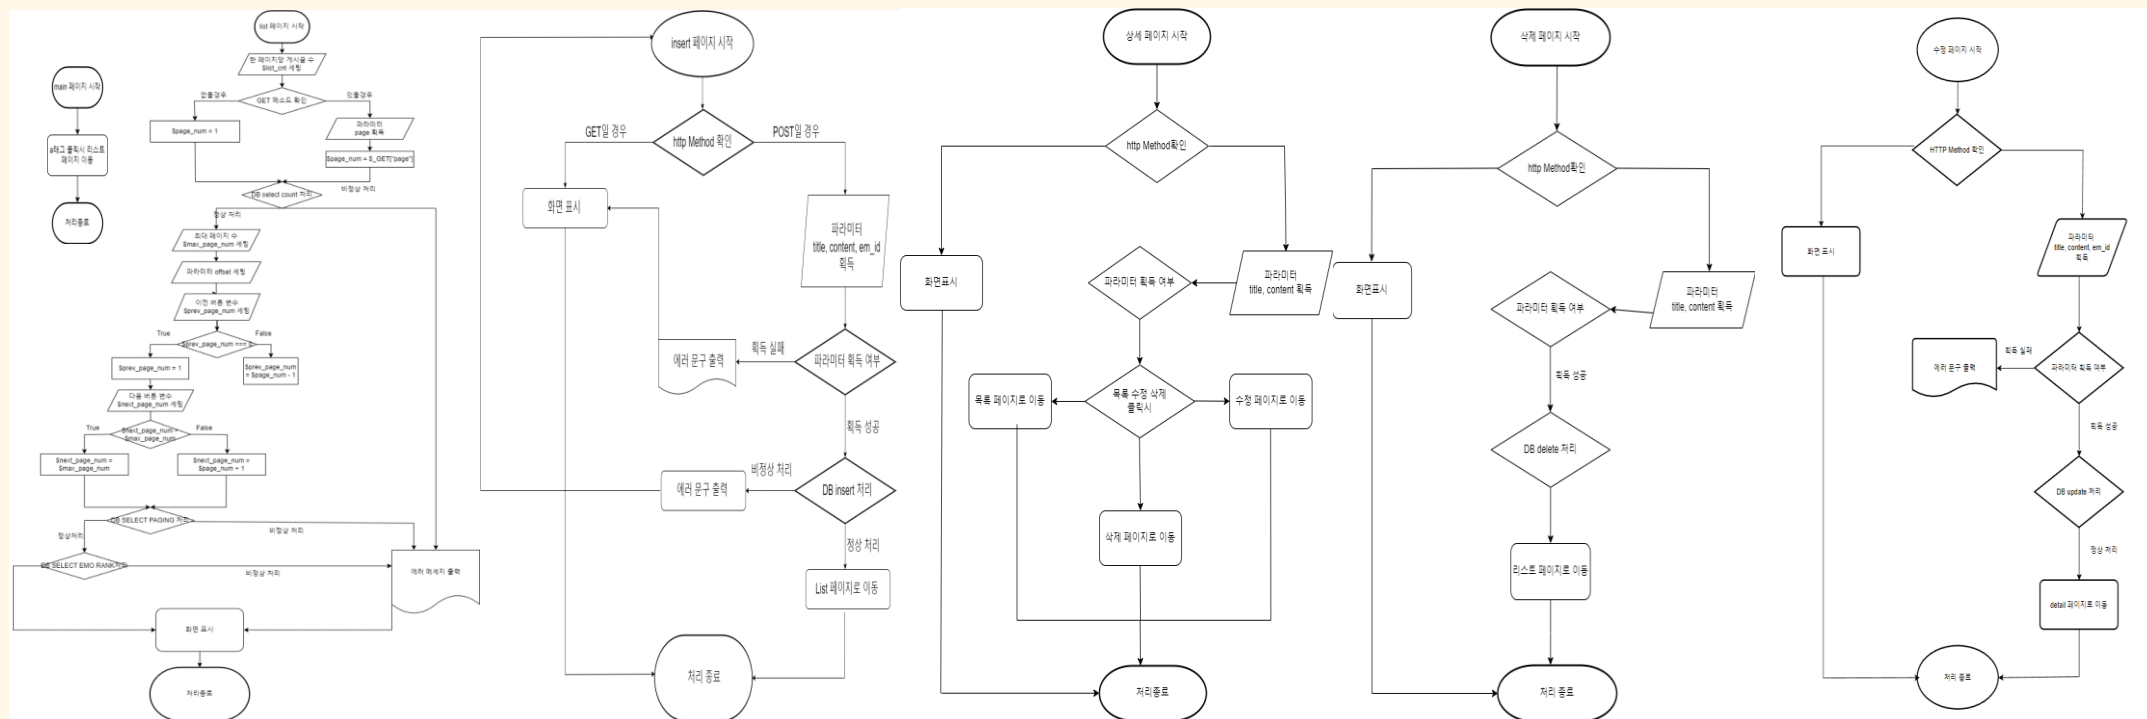 main 페이지 시작
a태그 클릭시 리스트
페이지 이동
처리종료
list 페이지 시작
한 페이지당 게시글 수
$list_cnt 세팅
GET 메소드 확인
없을경우
있을경우
$page_num = 1
파라미터
page 획득
$page_num = $_GET["page"]
DB select count 처리
비정상 처리
정상 처리
최대 페이지 수
$max_page_num 세팅
파라미터 offset 세팅
이전 버튼 변수
$prev_page_num 세팅
True
False
$prev_page_num === 0
$prev_page_num = 1
$prev_page_num
= $page_num - 1
다음 버튼 변수
$next_page_num 세팅
True
False
$next_page_num >
$max_page_num
$next_page_num =
$max_page_num
$next_page_num =
$page_num + 1
DB SELECT PAGING 처리
정상처리
비정상 처리
DB SELECT EMO RANK처리
비정상 처리
에러 메세지 출력
화면 표시
처리종료
insert 페이지 시작
http Method 확인
GET일 경우
POST일 경우
화면 표시
파라미터
title, content, em_id
획득
파라미터 획득 여부
획득 실패
에러 문구 출력
획득 성공
DB insert 처리
비정상 처리
에러 문구 출력
정상 처리
List 페이지로 이동
처리 종료
상세 페이지 시작
http Method확인
화면표시
파라미터
title, content 획득
파라미터 획득 여부
목록 수정 삭제
클릭시
목록 페이지로 이동
수정 페이지로 이동
삭제 페이지로 이동
처리종료
삭제 페이지 시작
http Method확인
화면표시
파라미터
title, content 획득
파라미터 획득 여부
획득 성공
DB delete 처리
리스트 페이지로 이동
처리 종료
수정 페이지 시작
HTTP Method 확인
화면 표시
파라미터
title, content, em_id
획득
파라미터 획득 여부
획득 실패
에러 문구 출력
획득 성공
DB update 처리
정상 처리
detail 페이지로 이동
처리 종료